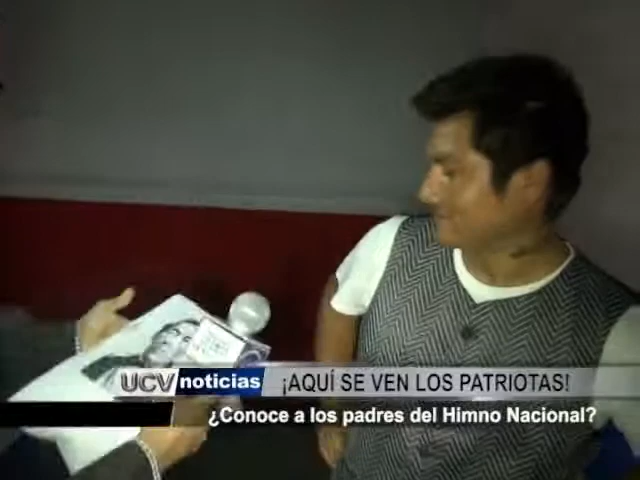 UCV noticias ¡AQUÍ SE VEN LOS PATRIOTAS!
¿Conoce a los padres del Himno Nacional?